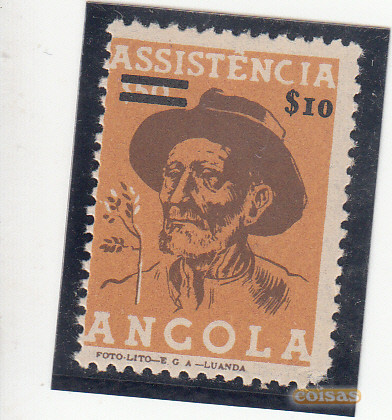 ASSISTÊNCIA
$10
ANGOLA
FOTO-LITO—E G A—LUANDA
coisas